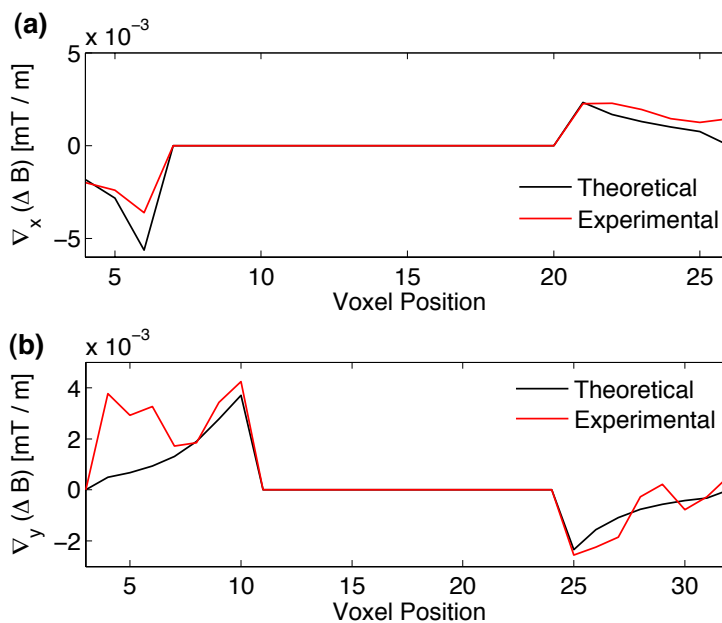 (a)
x 10⁻³
5
0
−5
∇x (Δ B) [mT / m]
Theoretical
Experimental
5 10 15 20 25
Voxel Position
(b)
x 10⁻³
4
2
0
−2
∇y (Δ B) [mT / m]
Theoretical
Experimental
5 10 15 20 25 30
Voxel Position